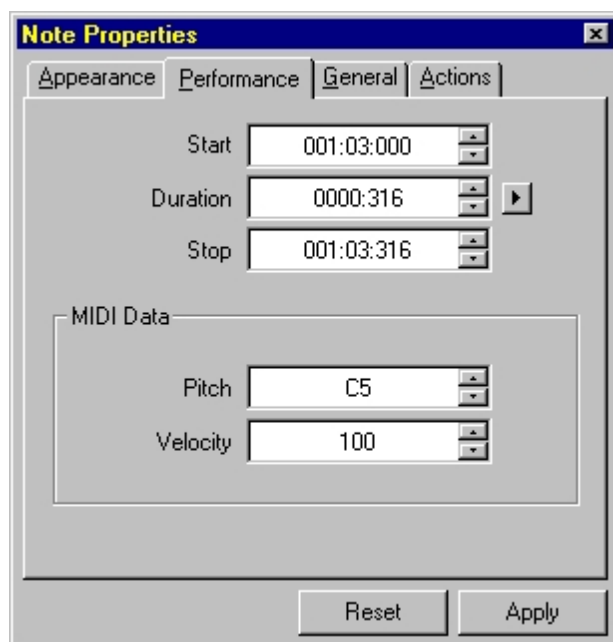 Note Properties
Appearance Performance General Actions
Start 001:03:000
Duration 0000:316
Stop 001:03:316
MIDI Data
Pitch C5
Velocity 100
Reset Apply